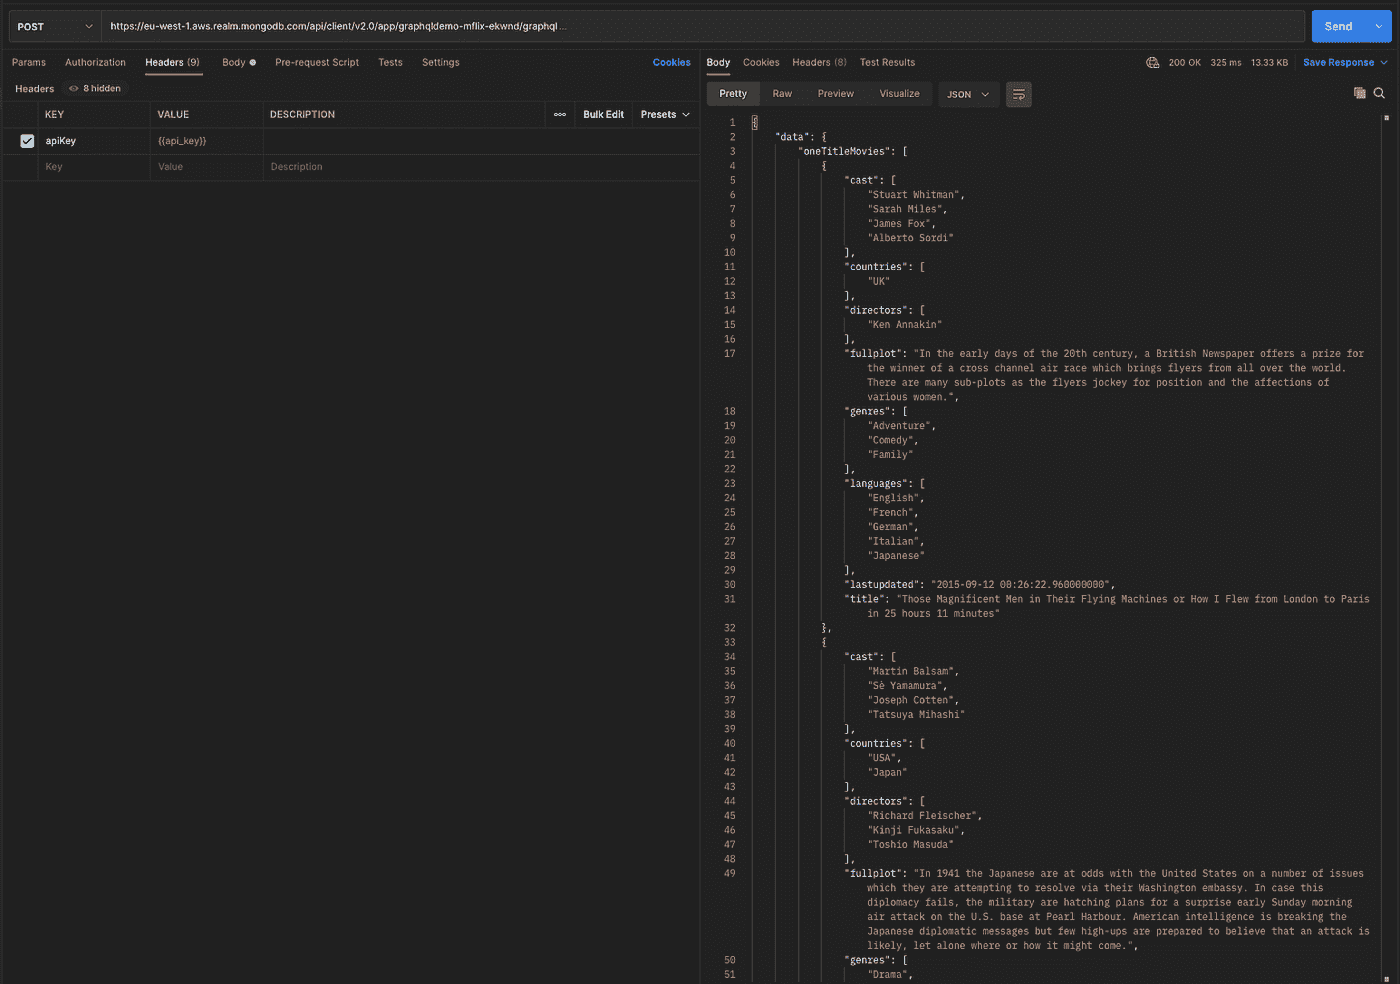 POST https://eu-west-1.aws.realm.mongodb.com/api/client/v2.0/app/graphqldemo-mflix-ekwnd/graphql ... Send
Params Authorization Headers (9) Body Pre-request Script Tests Settings Cookies
Headers 8 hidden
KEY VALUE DESCRIPTION ooo Bulk Edit Presets
apiKey {{api_key}}
Key Value Description
Body Cookies Headers (8) Test Results 200 OK 325 ms 13.33 KB Save Response
Pretty Raw Preview Visualize JSON
1 {
2 "data": {
3 "oneTitleMovies": [
4 {
5 "cast": [
6 "Stuart Whitman",
7 "Sarah Miles",
8 "James Fox",
9 "Alberto Sordi"
10 ],
11 "countries": [
12 "UK"
13 ],
14 "directors": [
15 "Ken Annakin"
16 ],
17 "fullplot": "In the early days of the 20th century, a British Newspaper offers a prize for
the winner of a cross channel air race which brings flyers from all over the world.
There are many sub-plots as the flyers jockey for position and the affections of
various women.",
18 "genres": [
19 "Adventure",
20 "Comedy",
21 "Family"
22 ],
23 "languages": [
24 "English",
25 "French",
26 "German",
27 "Italian",
28 "Japanese"
29 ],
30 "lastupdated": "2015-09-12 00:26:22.960000000",
31 "title": "Those Magnificent Men in Their Flying Machines or How I Flew from London to Paris
in 25 hours 11 minutes"
32 },
33 {
34 "cast": [
35 "Martin Balsam",
36 "Sè Yamamura",
37 "Joseph Cotten",
38 "Tatsuya Mihashi"
39 ],
40 "countries": [
41 "USA",
42 "Japan"
43 ],
44 "directors": [
45 "Richard Fleischer",
46 "Kinji Fukasaku",
47 "Toshio Masuda"
48 ],
49 "fullplot": "In 1941 the Japanese are at odds with the United States on a number of issues
which they are attempting to resolve via their Washington embassy. In case this
diplomacy fails, the military are hatching plans for a surprise early Sunday morning
air attack on the U.S. base at Pearl Harbour. American intelligence is breaking the
Japanese diplomatic messages but few high-ups are prepared to believe that an attack is
likely, let alone where or how it might come.",
50 "genres": [
51 "Drama",